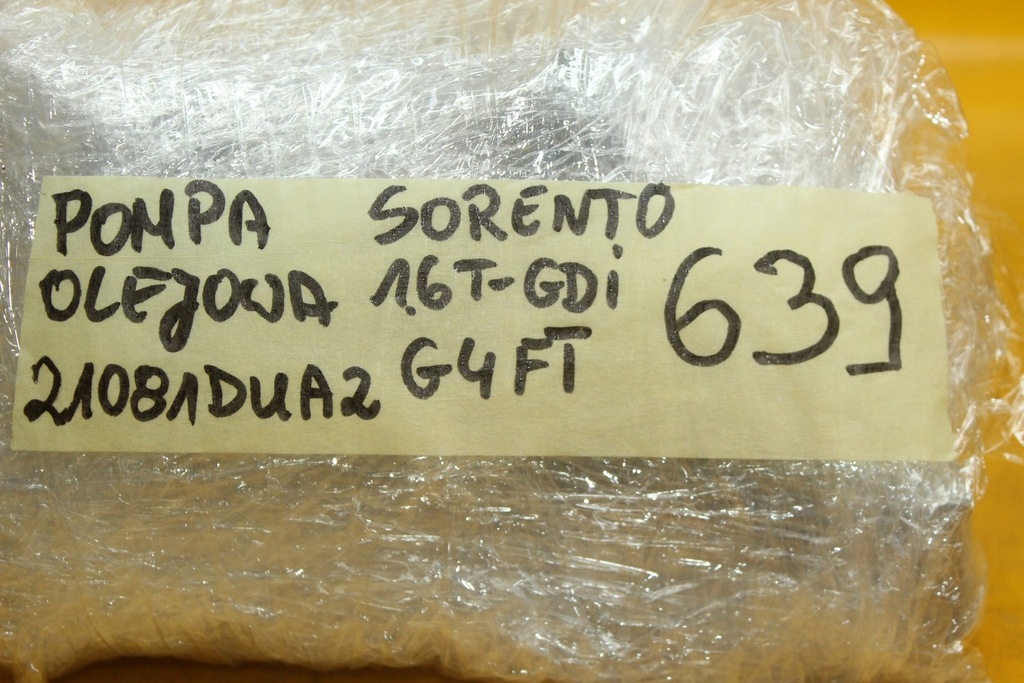 POMPA
OLEJOWA
21081DUA2
SORENTO
1.6T-GDi
G4FT
639